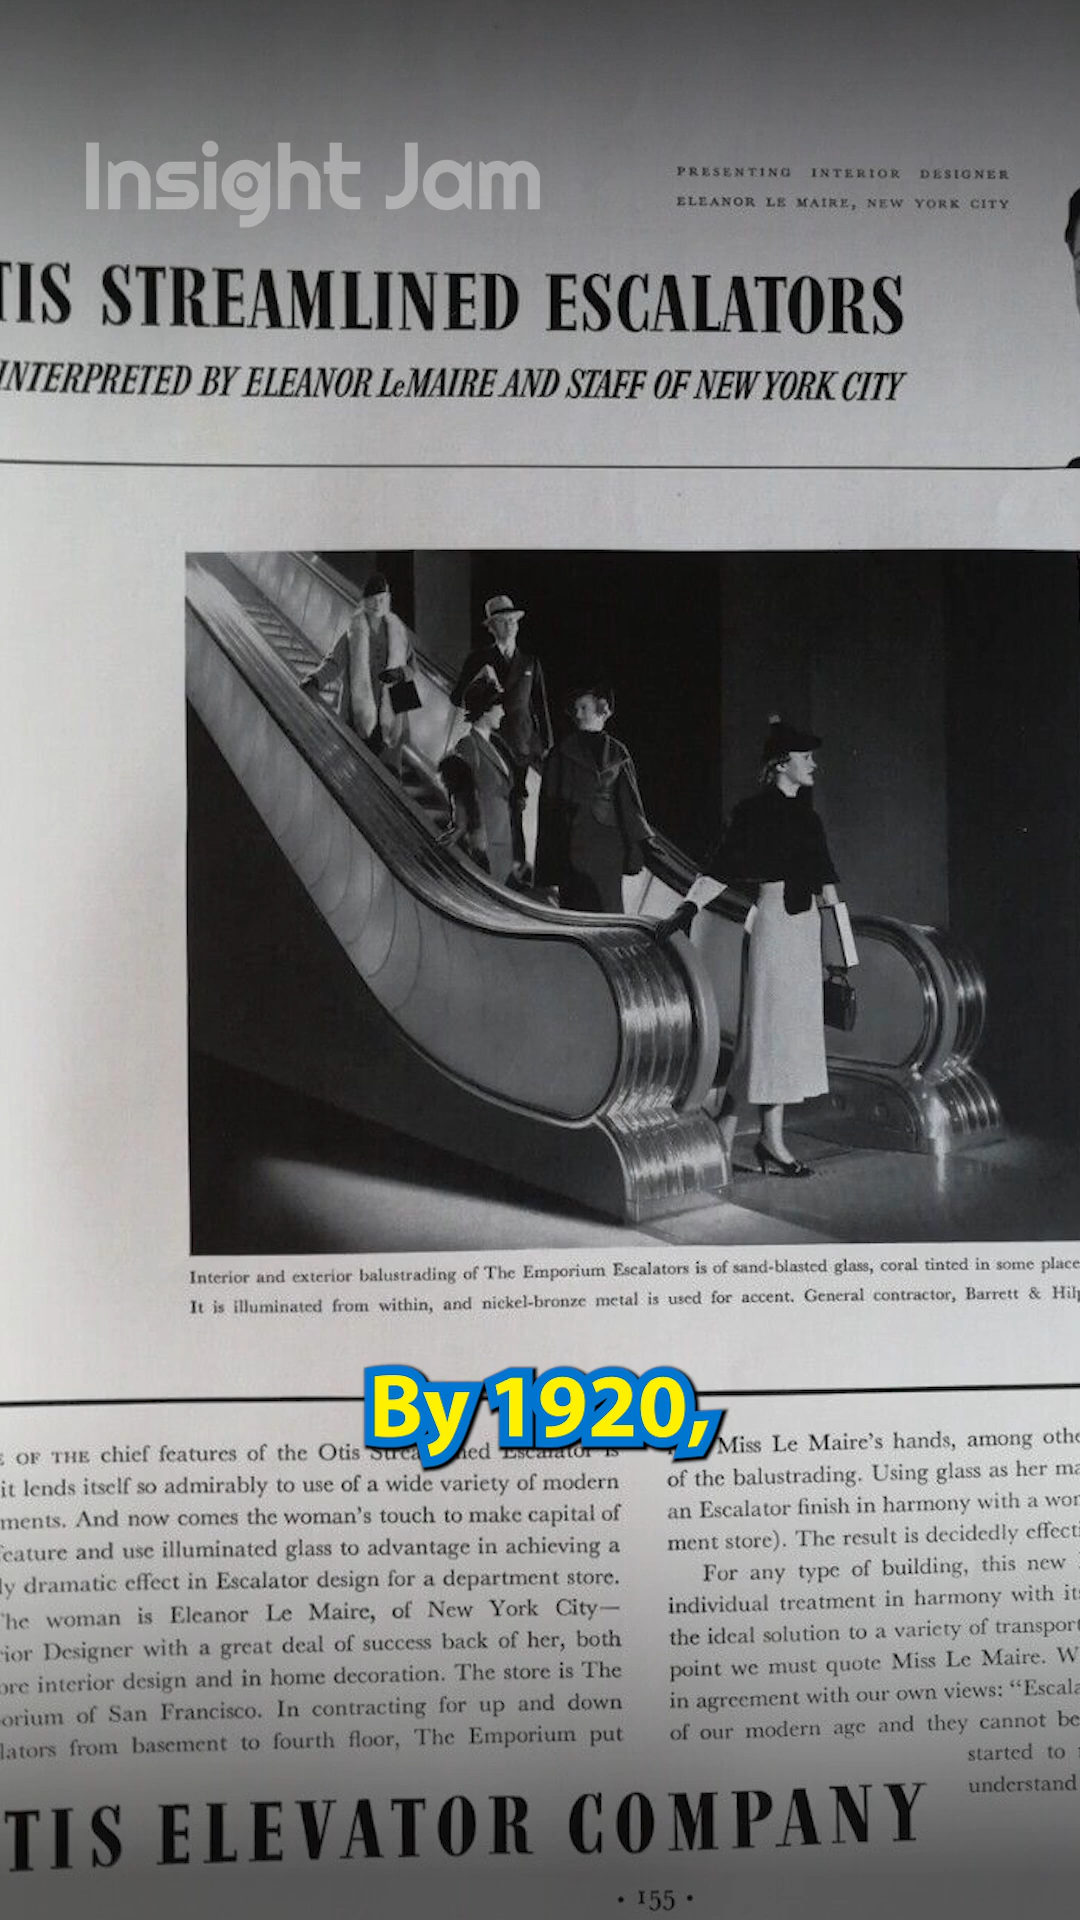 Insight Jam
PRESENTING INTERIOR DESIGNER
ELEANOR LE MAIRE, NEW YORK CITY
TIS STREAMLINED ESCALATORS
INTERPRETED BY ELEANOR LeMAIRE AND STAFF OF NEW YORK CITY
Interior and exterior balustrading of The Emporium Escalators is of sand-blasted glass, coral tinted in some place
It is illuminated from within, and nickel-bronze metal is used for accent. General contractor, Barrett & Hilp
By 1920,
E OF THE chief features of the Otis Escalator is
it lends itself so admirably to use of a wide variety of modern
ments. And now comes the woman's touch to make capital of
feature and use illuminated glass to advantage in achieving a
ly dramatic effect in Escalator design for a department store.
The woman is Eleanor Le Maire, of New York City—
rior Designer with a great deal of success back of her, both
ore interior design and in home decoration. The store is The
orium of San Francisco. In contracting for up and down
lators from basement to fourth floor, The Emporium put
Miss Le Maire's hands, among othe
of the balustrading. Using glass as her ma
an Escalator finish in harmony with a wom
ment store). The result is decidedly effecti
For any type of building, this new
individual treatment in harmony with its
the ideal solution to a variety of transport
point we must quote Miss Le Maire. W
in agreement with our own views: "Escala
of our modern age and they cannot be
started to
understand
TIS ELEVATOR COMPANY
• 155 •